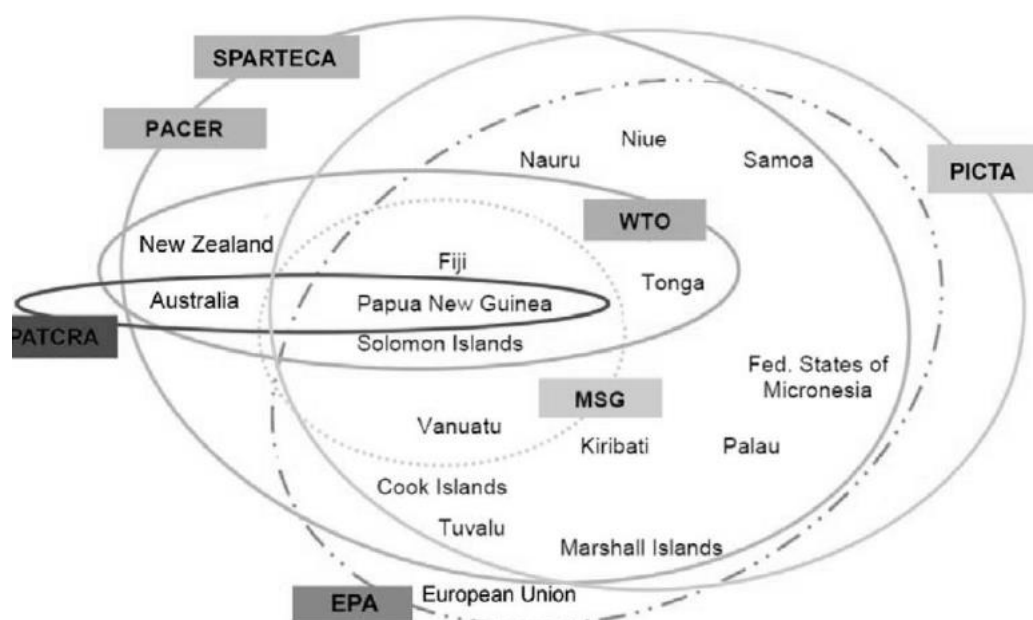 SPARTECA
PACER
Niue
Nauru
Samoa
PICTA
WTO
New Zealand
Fiji
Tonga
Australia
Papua New Guinea
PATCRA
Solomon Islands
Fed. States of
Micronesia
MSG
Vanuatu
Kiribati
Palau
Cook Islands
Tuvalu
Marshall Islands
EPA
European Union